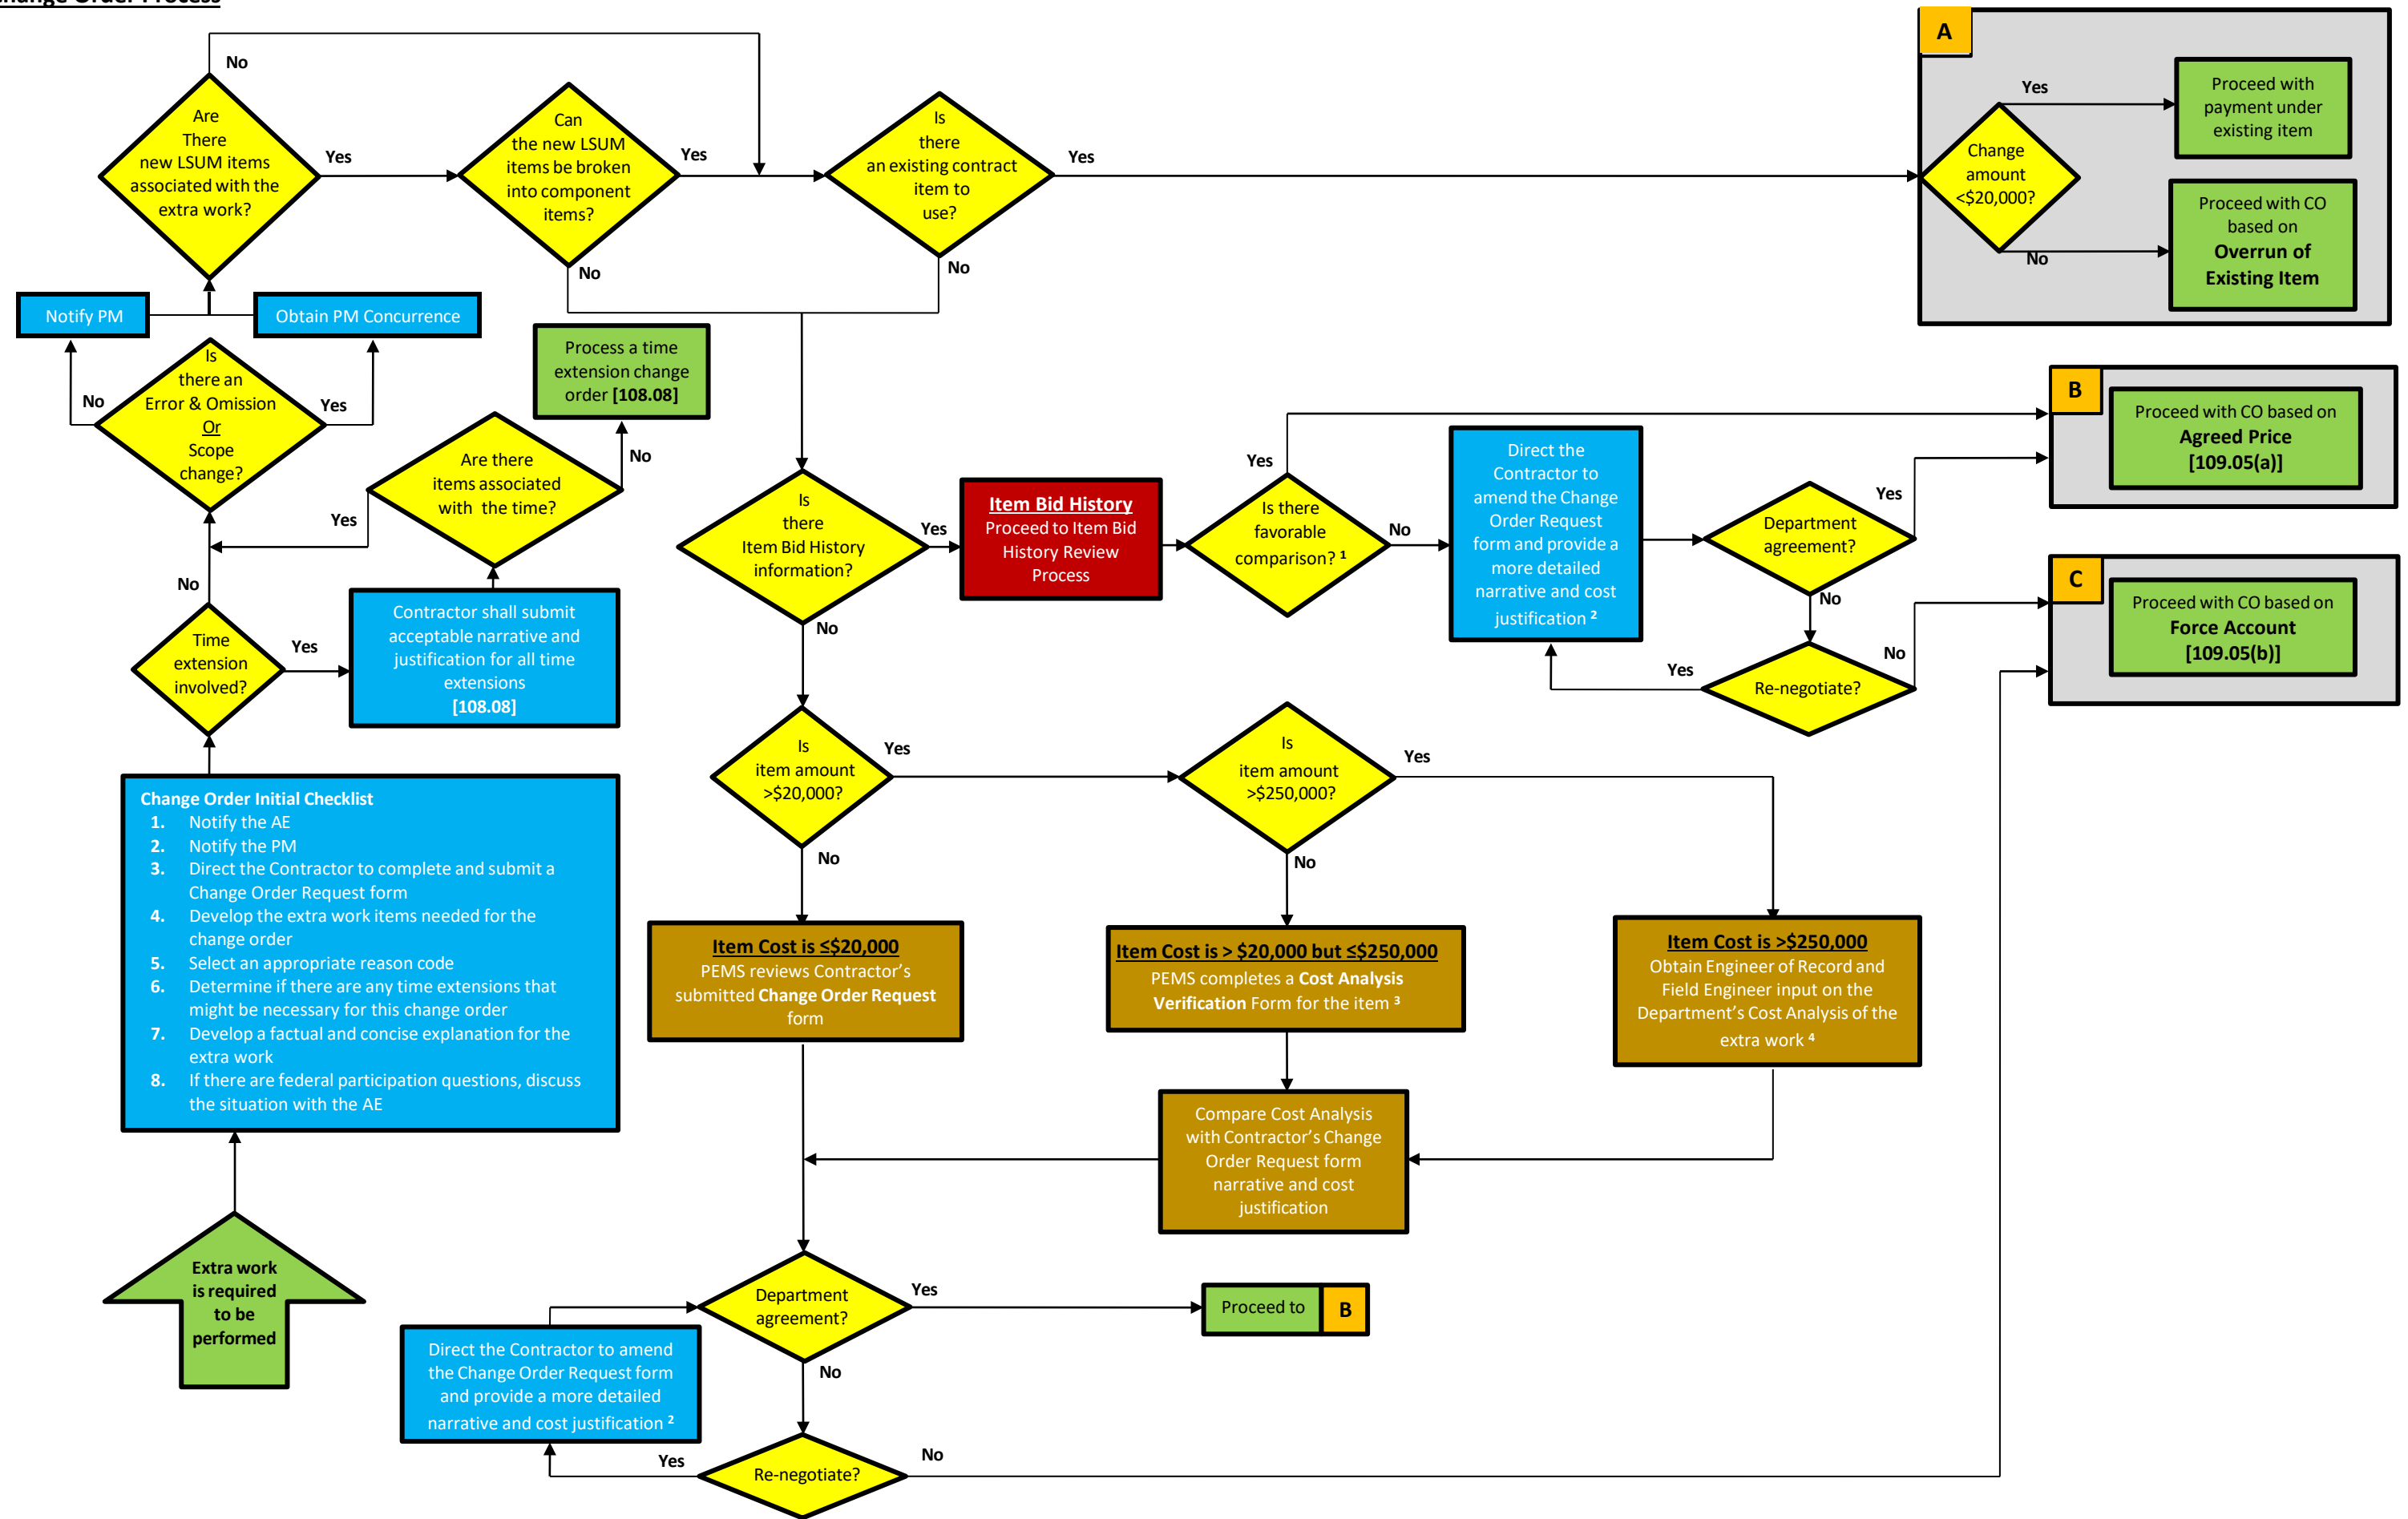 Change Order Process
No
Are
There
new LSUM items
associated with the
extra work?
Yes
Can
the new LSUM
items be broken
into component
items?
Yes
No
Is
there
an existing contract
item to
use?
Yes
No
A
Change
amount
<$20,000?
Yes
Proceed with
payment under
existing item
No
Proceed with CO
based on
Overrun of
Existing Item
Notify PM
Obtain PM Concurrence
Is
there an
Error & Omission
Or
Scope
change?
No
Yes
Process a time
extension change
order [108.08]
Are there
items associated
with the time?
No
Yes
No
Time
extension
involved?
Yes
Contractor shall submit
acceptable narrative and
justification for all time
extensions
[108.08]
Is
there
Item Bid History
information?
Yes
No
Item Bid History
Proceed to Item Bid
History Review
Process
Is there
favorable
comparison? 1
Yes
No
Direct the
Contractor to
amend the Change
Order Request
form and provide a
more detailed
narrative and cost
justification 2
Department
agreement?
Yes
No
Re-negotiate?
Yes
No
B
Proceed with CO based on
Agreed Price
[109.05(a)]
C
Proceed with CO based on
Force Account
[109.05(b)]
Is
item amount
>$20,000?
Yes
No
Is
item amount
>$250,000?
Yes
No
Change Order Initial Checklist
1. Notify the AE
2. Notify the PM
3. Direct the Contractor to complete and submit a
Change Order Request form
4. Develop the extra work items needed for the
change order
5. Select an appropriate reason code
6. Determine if there are any time extensions that
might be necessary for this change order
7. Develop a factual and concise explanation for the
extra work
8. If there are federal participation questions, discuss
the situation with the AE
Item Cost is ≤$20,000
PEMS reviews Contractor's
submitted Change Order Request
form
Item Cost is > $20,000 but ≤$250,000
PEMS completes a Cost Analysis
Verification Form for the item 3
Item Cost is >$250,000
Obtain Engineer of Record and
Field Engineer input on the
Department's Cost Analysis of the
extra work 4
Compare Cost Analysis
with Contractor's Change
Order Request form
narrative and cost
justification
Extra work
is required
to be
performed
Department
agreement?
Yes
No
Proceed to B
Direct the Contractor to amend
the Change Order Request form
and provide a more detailed
narrative and cost justification 2
Re-negotiate?
Yes
No